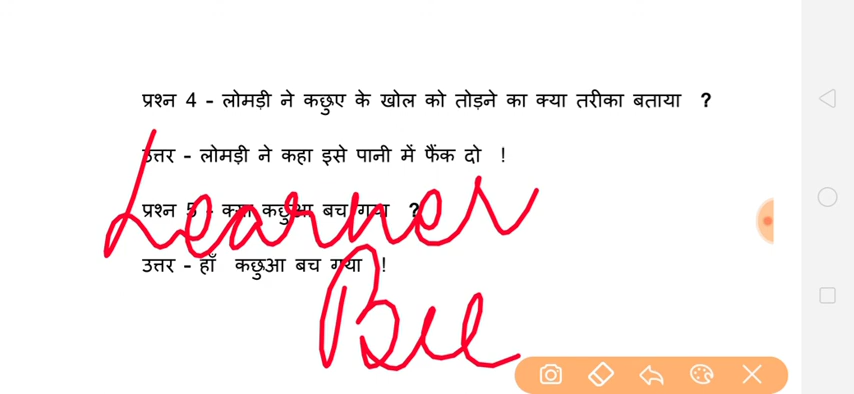 प्रश्न 4 - लोमड़ी ने कछुए के खोल को तोड़ने का क्या तरीका बताया ?
उत्तर - लोमड़ी ने कहा इसे पानी में फैंक दो !
प्रश्न 5 - क्या कछुआ बच गया ?
Learner
उत्तर - हाँ कछुआ बच गया !
Bee